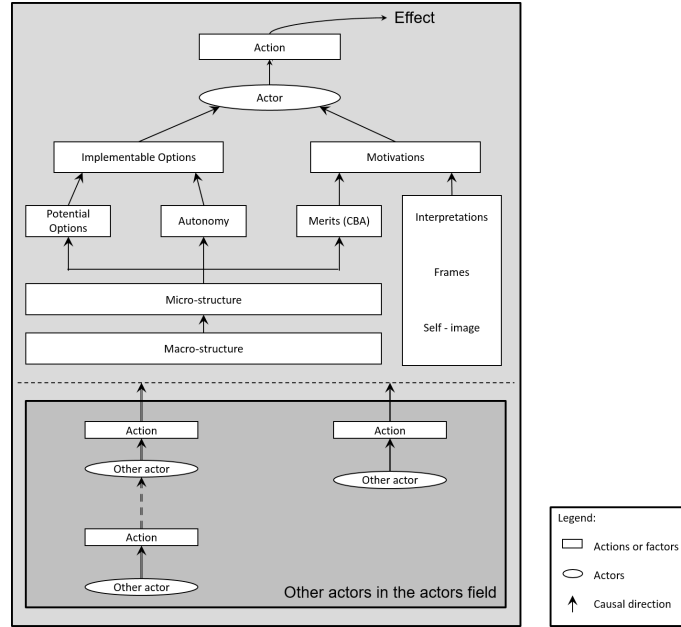 Effect
Action
Actor
Implementable Options
Motivations
Potential
Options
Autonomy
Merits (CBA)
Interpretations
Frames
Self - image
Micro-structure
Macro-structure
Action
Action
Other actor
Other actor
Action
Other actor
Other actors in the actors field
Legend:
Actions or factors
Actors
Causal direction